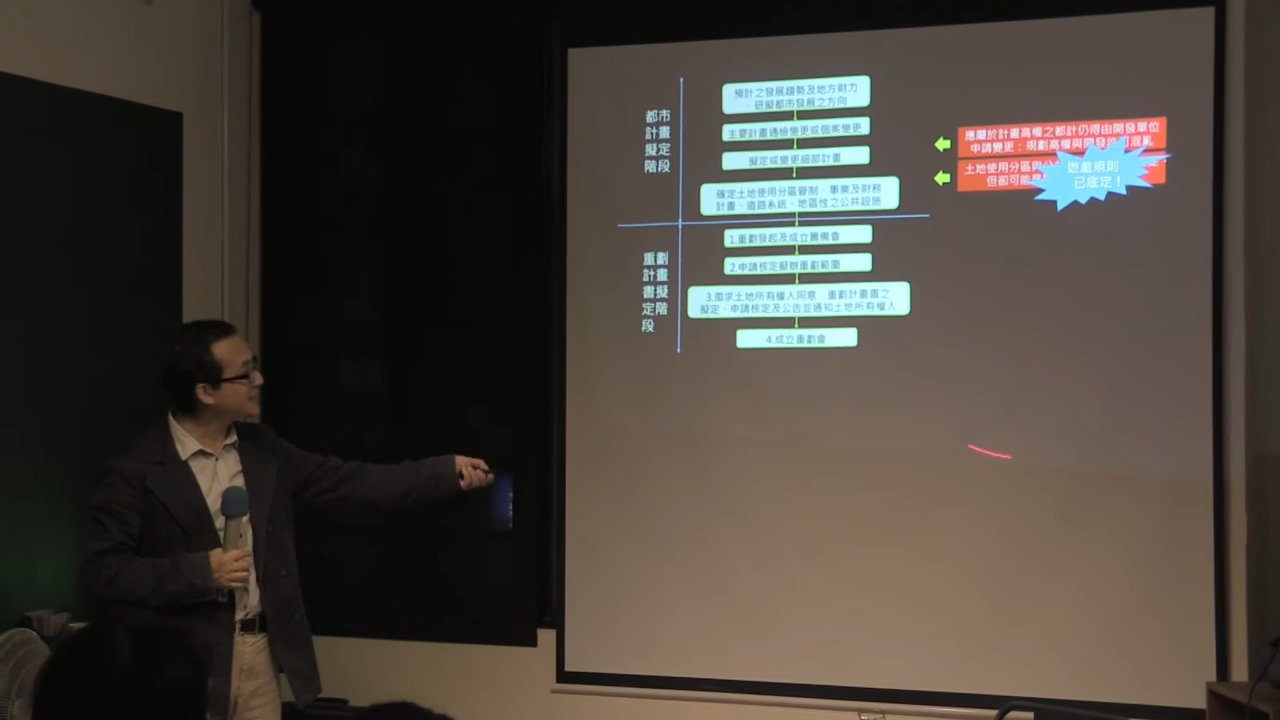 都市
計畫
擬定
階段
預計之發展趨勢及地方財力
，研擬都市發展之方向
主要計畫通檢變更或個案變更
擬定或變更細部計畫
確定土地使用分區管制、事業及財務
計畫、道路系統、地區性之公共設施
應屬於計畫高權之都計仍得由開發單位
申請變更：規劃高權與開發許可混亂
土地使用分區與
但卻可能
遊戲規則
已底定！
重劃
計畫
書擬
定階
段
1.重劃發起及成立籌備會
2.申請核定擬辦重劃範圍
3.徵求土地所有權人同意、重劃計畫書之
擬定、申請核定及公告並通知土地所有權人
4.成立重劃會